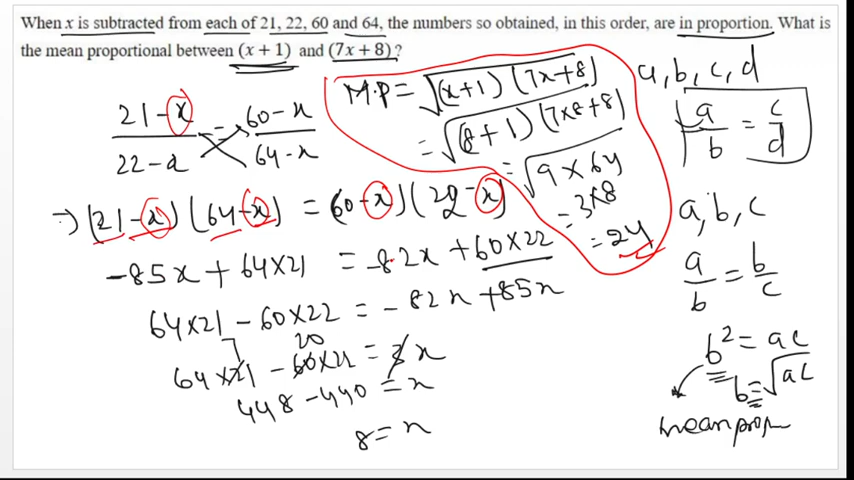 When x is subtracted from each of 21, 22, 60 and 64, the numbers so obtained, in this order, are in proportion. What is
the mean proportional between (x + 1) and (7x + 8)?
21-x / 22-x = 60-x / 64-x
⇒ (21-x)(64-x) = (60-x)(22-x)
-85x + 64×21 = -82x + 60×22
64×21 - 60×22 = -82x + 85x
7 20
64×21 - 60×22 = 3x
448 - 440 = x
8 = x
M.P = √(x+1)(7x+8)
= √(8+1)(7×8+8)
= √9×64
= 3×8
= 24
a, b, c, d
a/b = c/d
a, b, c
a/b = b/c
b² = ac
b = √ac
mean prop